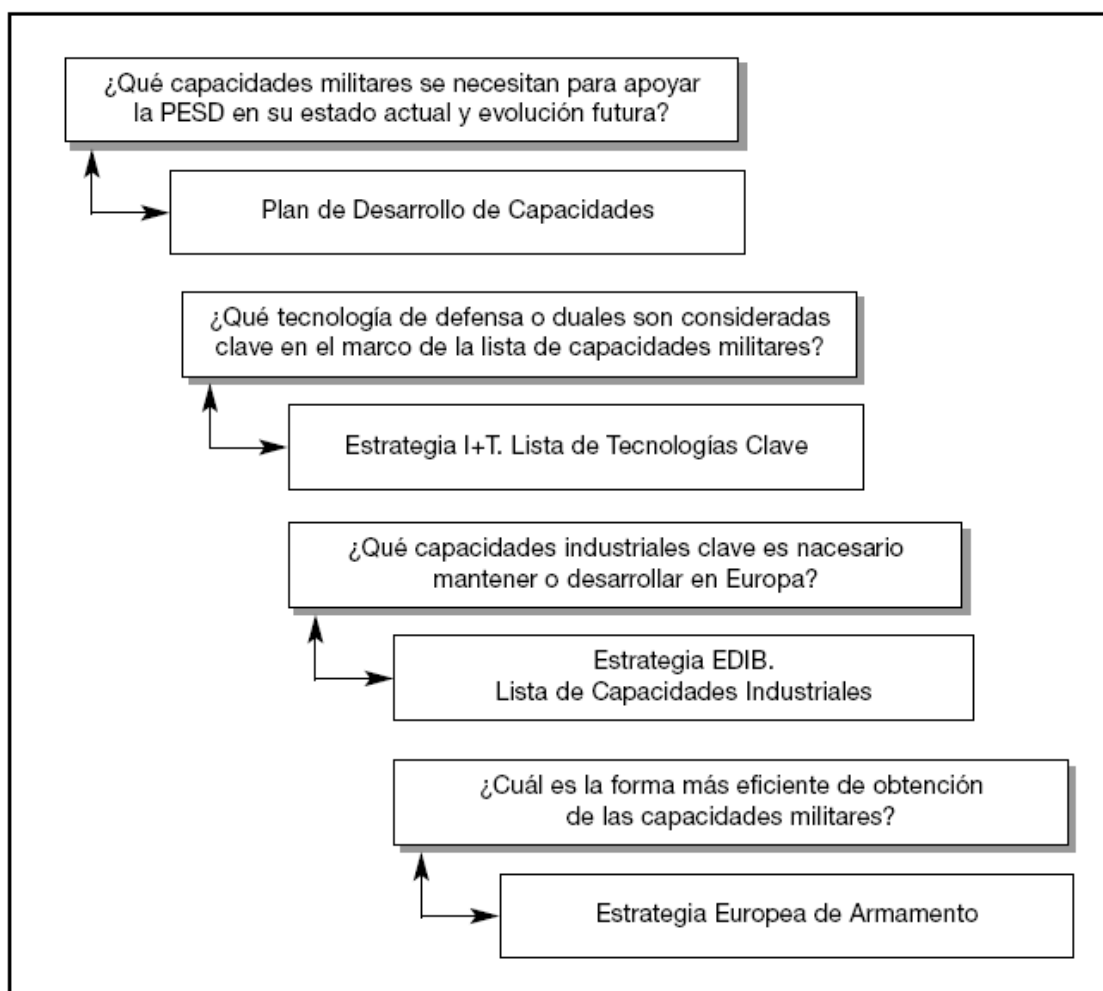 ¿Qué capacidades militares se necesitan para apoyar
la PESD en su estado actual y evolución futura?
Plan de Desarrollo de Capacidades
¿Qué tecnología de defensa o duales son consideradas
clave en el marco de la lista de capacidades militares?
Estrategia I+T. Lista de Tecnologías Clave
¿Qué capacidades industriales clave es nacesario
mantener o desarrollar en Europa?
Estrategia EDIB.
Lista de Capacidades Industriales
¿Cuál es la forma más eficiente de obtención
de las capacidades militares?
Estrategia Europea de Armamento